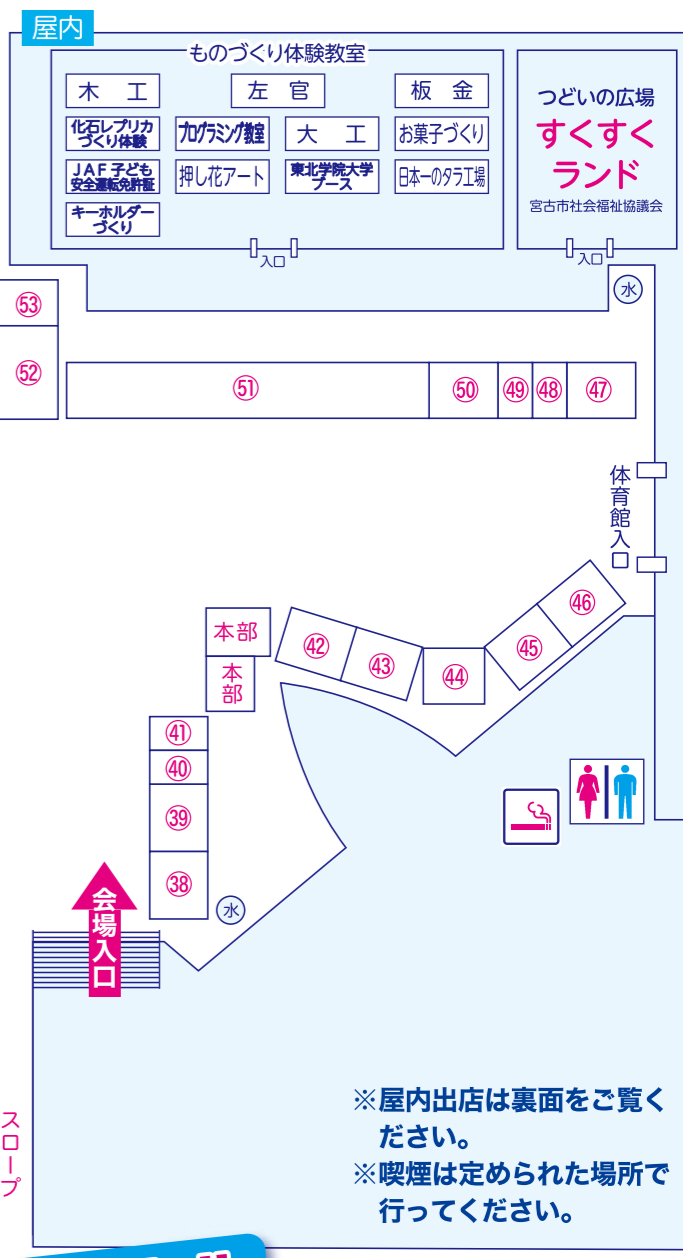 屋内
ものづくり体験教室
木 工
左 官
板 金
化石レプリカ
づくり体験
プログラミング教室
大 工
お菓子づくり
JAF 子ども
安全運転免許証
押し花アート
東北学院大学
ブース
日本一のタラ工場
キーホルダー
づくり
入口
つどいの広場
すくすく
ランド
宮古市社会福祉協議会
入口
水
㊼
㊽
㊾
㊿
51
52
53
体育館入口
本部
本部
㊷
㊸
㊹
㊺
㊻
㊶
㊵
㊴
㊳
水
会場入口
スロープ
※屋内出店は裏面をご覧く
ださい。
※喫煙は定められた場所で
行ってください。